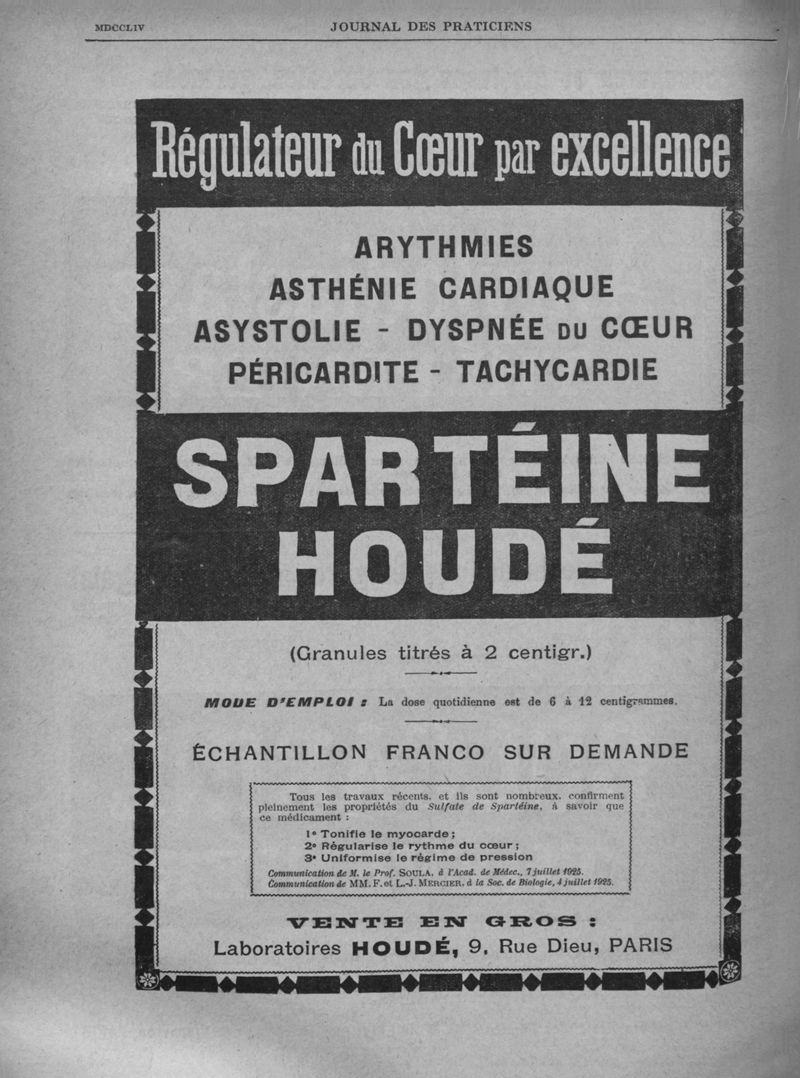 MDCCLIV
JOURNAL DES PRATICIENS
Régulateur du Cœur par excellence
ARYTHMIES
ASTHÉNIE CARDIAQUE
ASYSTOLIE - DYSPNÉE DU CŒUR
PÉRICARDITE - TACHYCARDIE
SPARTÉINE
HOUDÉ
(Granules titrés à 2 centigr.)
MODE D'EMPLOI : La dose quotidienne est de 6 à 12 centigrammes.
ÉCHANTILLON FRANCO SUR DEMANDE
Tous les travaux récents, et ils sont nombreux, confirment
pleinement les propriétés du Sulfate de Spartéine, à savoir que
ce médicament :
1º Tonifie le myocarde ;
2º Régularise le rythme du cœur ;
3º Uniformise le régime de pression
Communication de M. le Prof. SOULA, à l'Acad. de Médec., 7 juillet 1925.
Communication de MM. F. et L.-J. MERCIER, à la Soc. de Biologie, 4 juillet 1925.
VENTE EN GROS :
Laboratoires HOUDÉ, 9, Rue Dieu, PARIS